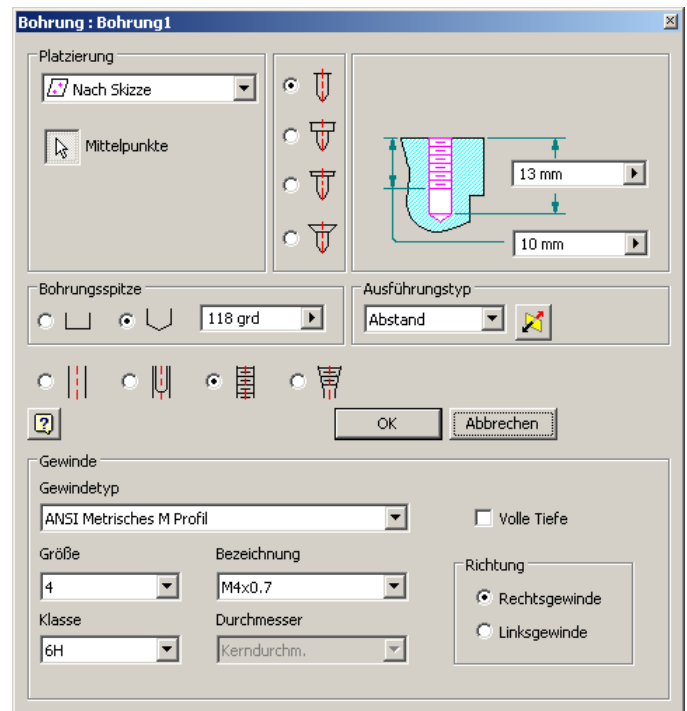 Bohrung : Bohrung1
Platzierung
Nach Skizze
Mittelpunkte
13 mm
10 mm
Bohrungsspitze
118 grd
Ausführungstyp
Abstand
OK
Abbrechen
Gewinde
Gewindetyp
ANSI Metrisches M Profil
Volle Tiefe
Größe
Bezeichnung
4
M4x0.7
Richtung
Rechtsgewinde
Linksgewinde
Klasse
Durchmesser
6H
Kerndurchm.